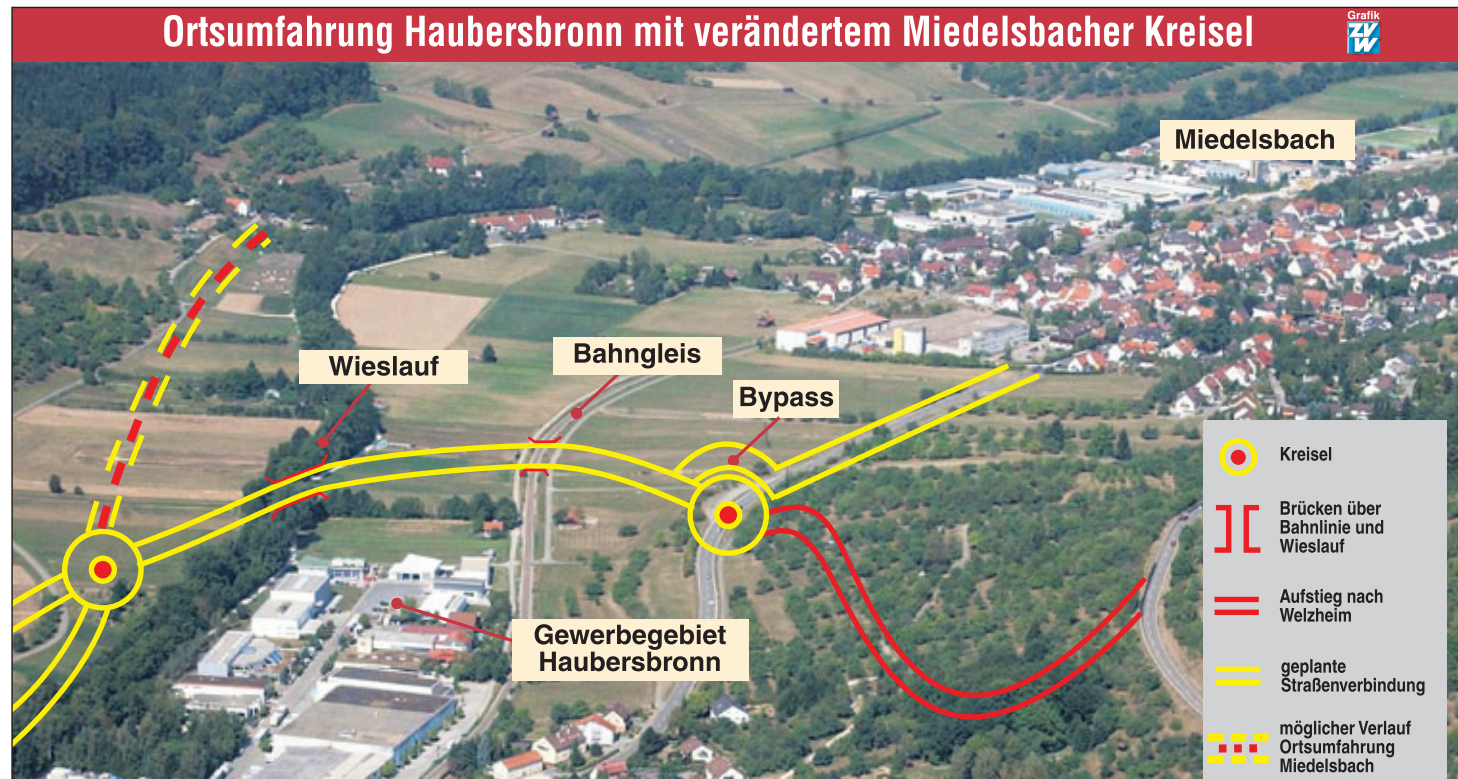 Ortsumfahrung Haubersbronn mit verändertem Miedelsbacher Kreisel
Grafik
ZVW
Miedelsbach
Wieslauf
Bahngleis
Bypass
Gewerbegebiet
Haubersbronn
Kreisel
Brücken über
Bahnlinie und
Wieslauf
Aufstieg nach
Welzheim
geplante
Straßenverbindung
möglicher Verlauf
Ortsumfahrung
Miedelsbach